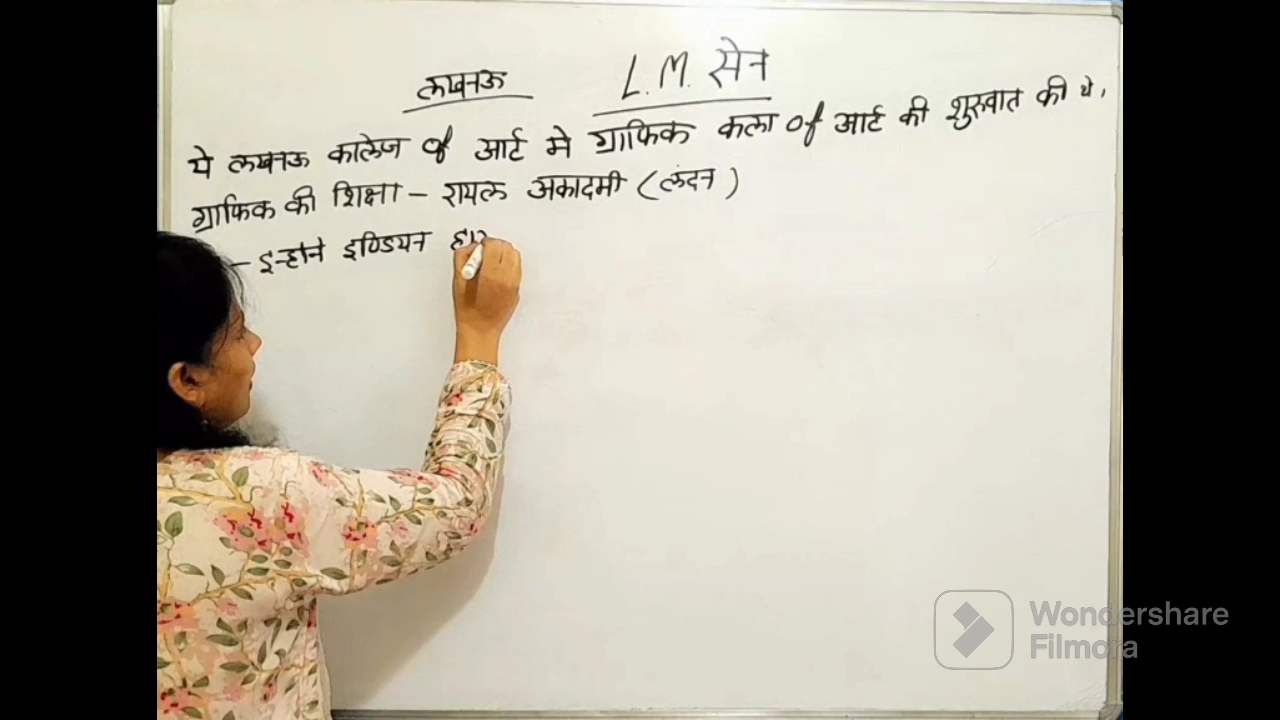 लखनऊ L.M. सेन
ये लखनऊ कालेज of आर्ट मे ग्राफिक कला of आर्ट की शुरुवात की थे,
ग्राफिक की शिक्षा – रायल अकादमी (लंदन)
– इन्होने इण्डियन
Wondershare
Filmora